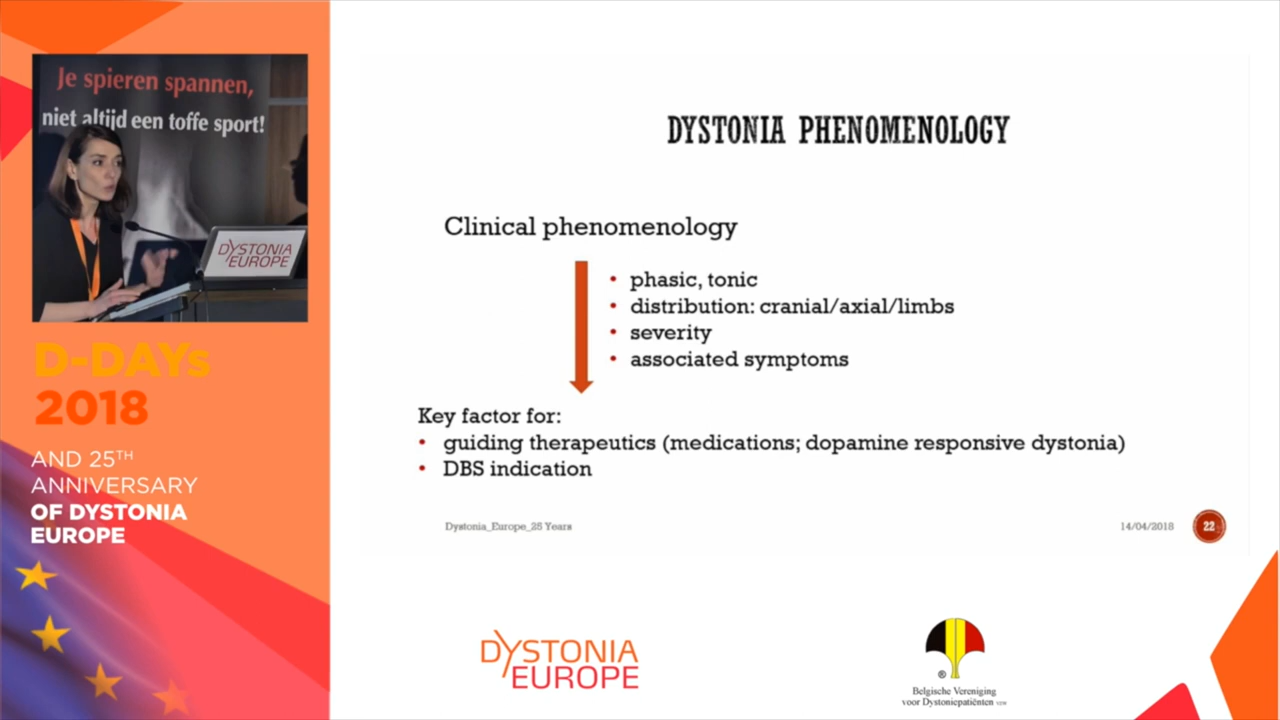 Je spieren spannen,
niet altijd een toffe sport!
DYSTONIA
EUROPE
D-DAYs
2018
AND 25TH
ANNIVERSARY
OF DYSTONIA
EUROPE
DYSTONIA PHENOMENOLOGY
Clinical phenomenology
• phasic, tonic
• distribution: cranial/axial/limbs
• severity
• associated symptoms
Key factor for:
• guiding therapeutics (medications; dopamine responsive dystonia)
• DBS indication
Dystonia_Europe_25 Years
14/04/2018
22
DYSTONIA
EUROPE
®
Belgische Vereniging
voor Dystoniepatiënten vzw